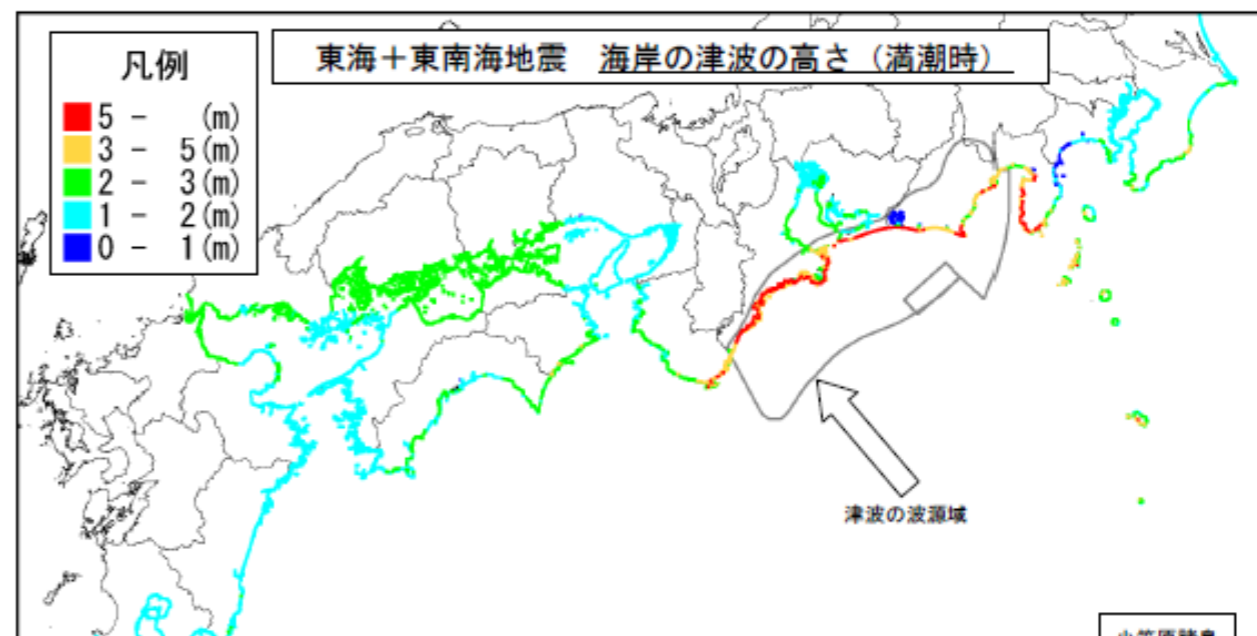 凡例
5 - (m)
3 - 5(m)
2 - 3(m)
1 - 2(m)
0 - 1(m)
東海＋東南海地震 海岸の津波の高さ（満潮時）
津波の波源域